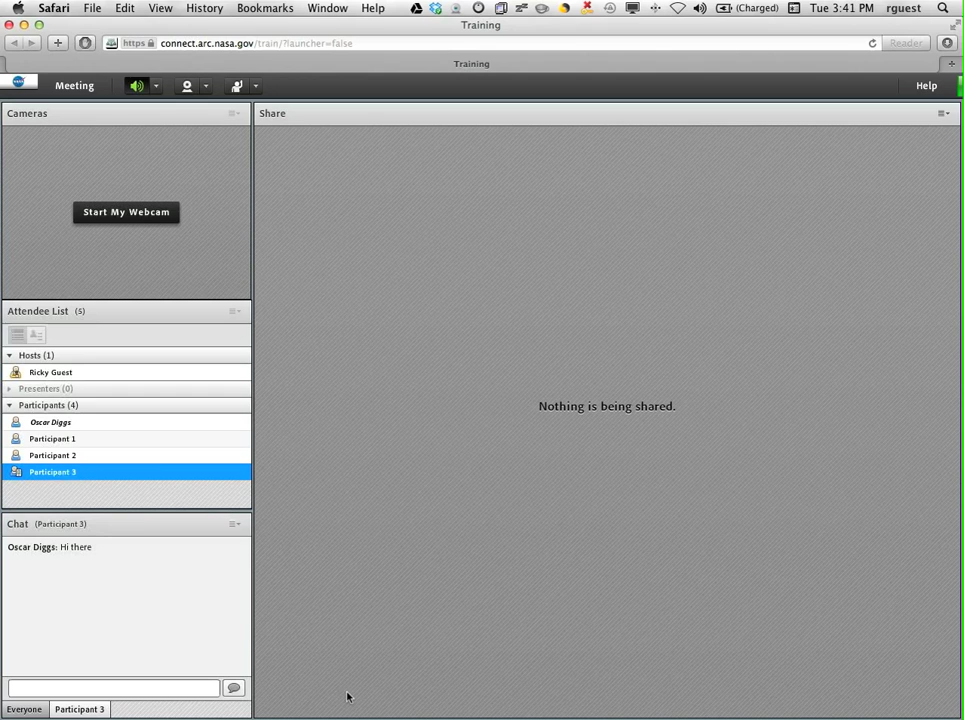 Safari File Edit View History Bookmarks Window Help (Charged) Tue 3:41 PM rguest
Training
https connect.arc.nasa.gov/train/?launcher=false Reader
Training
Meeting Help
Cameras
Share
Start My Webcam
Attendee List (5)
Hosts (1)
Ricky Guest
Presenters (0)
Participants (4)
Oscar Diggs
Participant 1
Participant 2
Participant 3
Nothing is being shared.
Chat (Participant 3)
Oscar Diggs: Hi there
Everyone Participant 3